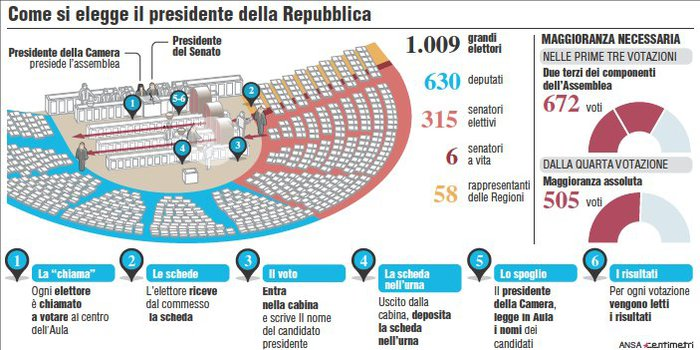 Come si elegge il presidente della Repubblica
Presidente della Camera
presiede l'assemblea
Presidente
del Senato
1
5-6
2
4
3
1.009 grandi
elettori
630 deputati
315 senatori
elettivi
6 senatori
a vita
58 rappresentanti
delle Regioni
MAGGIORANZA NECESSARIA
NELLE PRIME TRE VOTAZIONI
Due terzi dei componenti
dell'Assemblea
672 voti
DALLA QUARTA VOTAZIONE
Maggioranza assoluta
505 voti
1
La "chiama"
Ogni elettore
è chiamato
a votare al centro
dell'Aula
2
Le schede
L'elettore riceve
dal commesso
la scheda
3
Il voto
Entra
nella cabina
e scrive Il nome
del candidato
presidente
4
La scheda
nell'urna
Uscito dalla
cabina, deposita
la scheda
nell'urna
5
Lo spoglio
Il presidente
della Camera,
legge in Aula
i nomi dei
candidati
6
I risultati
Per ogni votazione
vengono letti
i risultati
ANSA centimetri